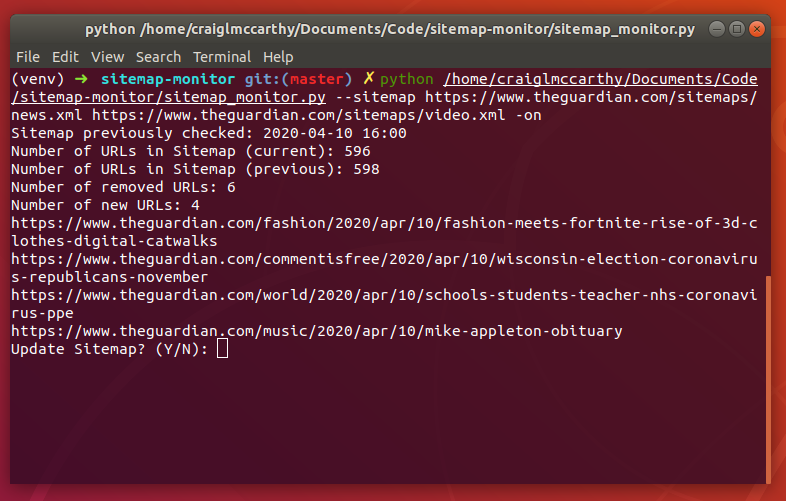 python /home/craiglmccarthy/Documents/Code/sitemap-monitor/sitemap_monitor.py
File Edit View Search Terminal Help
(venv) ➜ sitemap-monitor git:(master) ✗ python /home/craiglmccarthy/Documents/Code
/sitemap-monitor/sitemap_monitor.py --sitemap https://www.theguardian.com/sitemaps/
news.xml https://www.theguardian.com/sitemaps/video.xml -on
Sitemap previously checked: 2020-04-10 16:00
Number of URLs in Sitemap (current): 596
Number of URLs in Sitemap (previous): 598
Number of removed URLs: 6
Number of new URLs: 4
https://www.theguardian.com/fashion/2020/apr/10/fashion-meets-fortnite-rise-of-3d-c
lothes-digital-catwalks
https://www.theguardian.com/commentisfree/2020/apr/10/wisconsin-election-coronaviru
s-republicans-november
https://www.theguardian.com/world/2020/apr/10/schools-students-teacher-nhs-coronavi
rus-ppe
https://www.theguardian.com/music/2020/apr/10/mike-appleton-obituary
Update Sitemap? (Y/N):